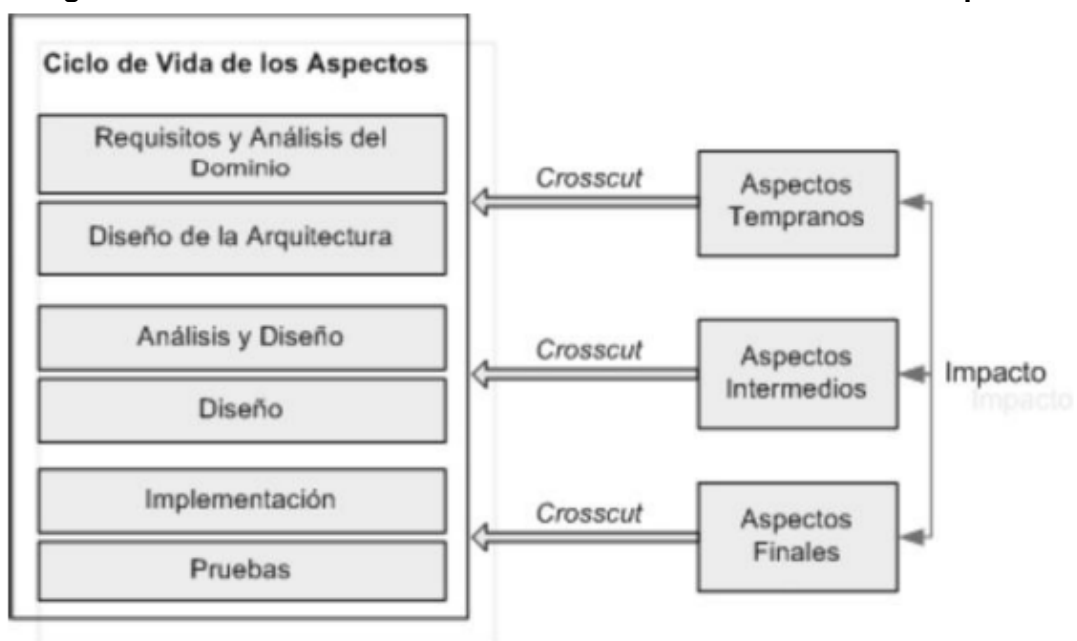 Ciclo de Vida de los Aspectos
Requisitos y Análisis del
Dominio
Diseño de la Arquitectura
Análisis y Diseño
Diseño
Implementación
Pruebas
Crosscut
Aspectos
Tempranos
Crosscut
Aspectos
Intermedios
Crosscut
Aspectos
Finales
Impacto
Impacto